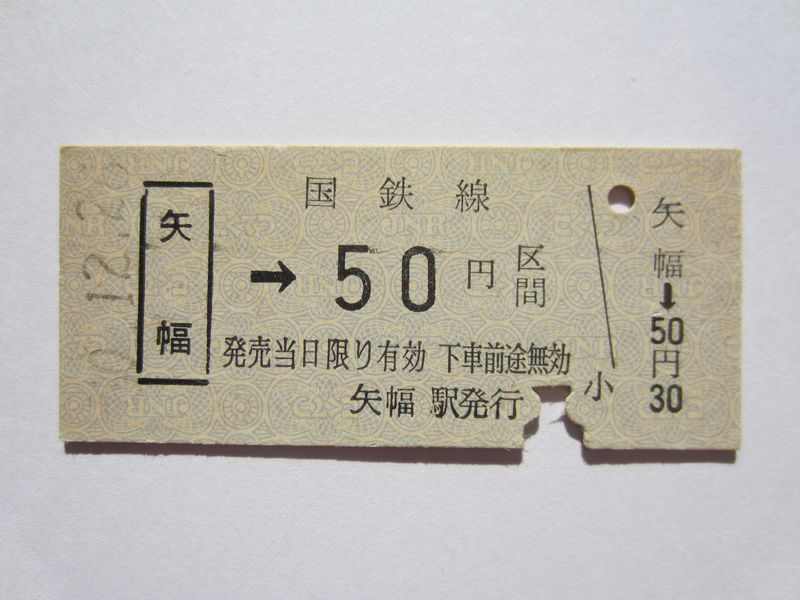 国鉄線
矢幅 → 50円区間
発売当日限り有効 下車前途無効
矢幅 駅発行
小
矢幅
↓
50
円
30
JNR